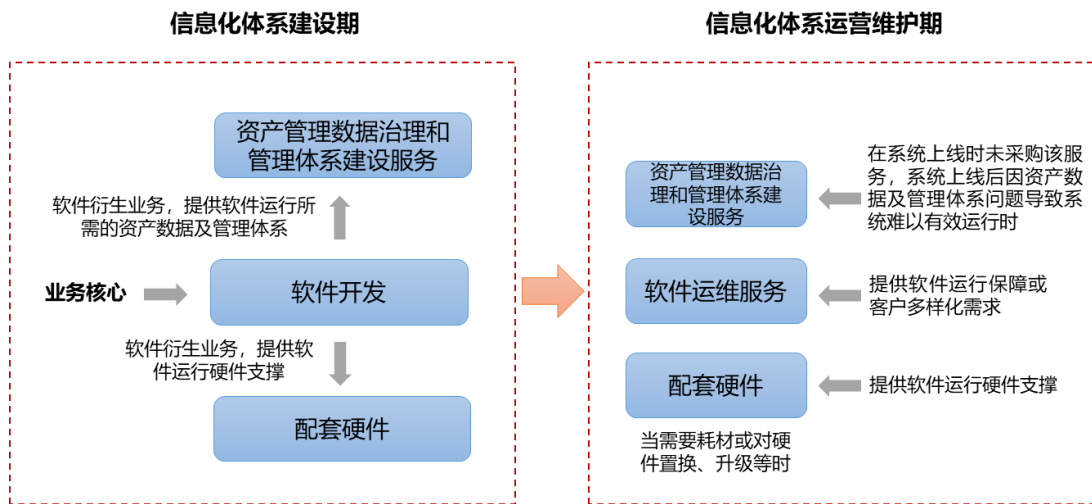 信息化体系建设期
资产管理数据治理和
管理体系建设服务
软件衍生业务，提供软件运行所
需的资产数据及管理体系
业务核心
软件开发
软件衍生业务，提供软
件运行硬件支撑
配套硬件
信息化体系运营维护期
资产管理数据治
理和管理体系建
设服务
在系统上线时未采购该服
务，系统上线后因资产数
据及管理体系问题导致系
统难以有效运行时
软件运维服务
提供软件运行保障或
客户多样化需求
配套硬件
提供软件运行硬件支撑
当需要耗材或对硬
件置换、升级等时